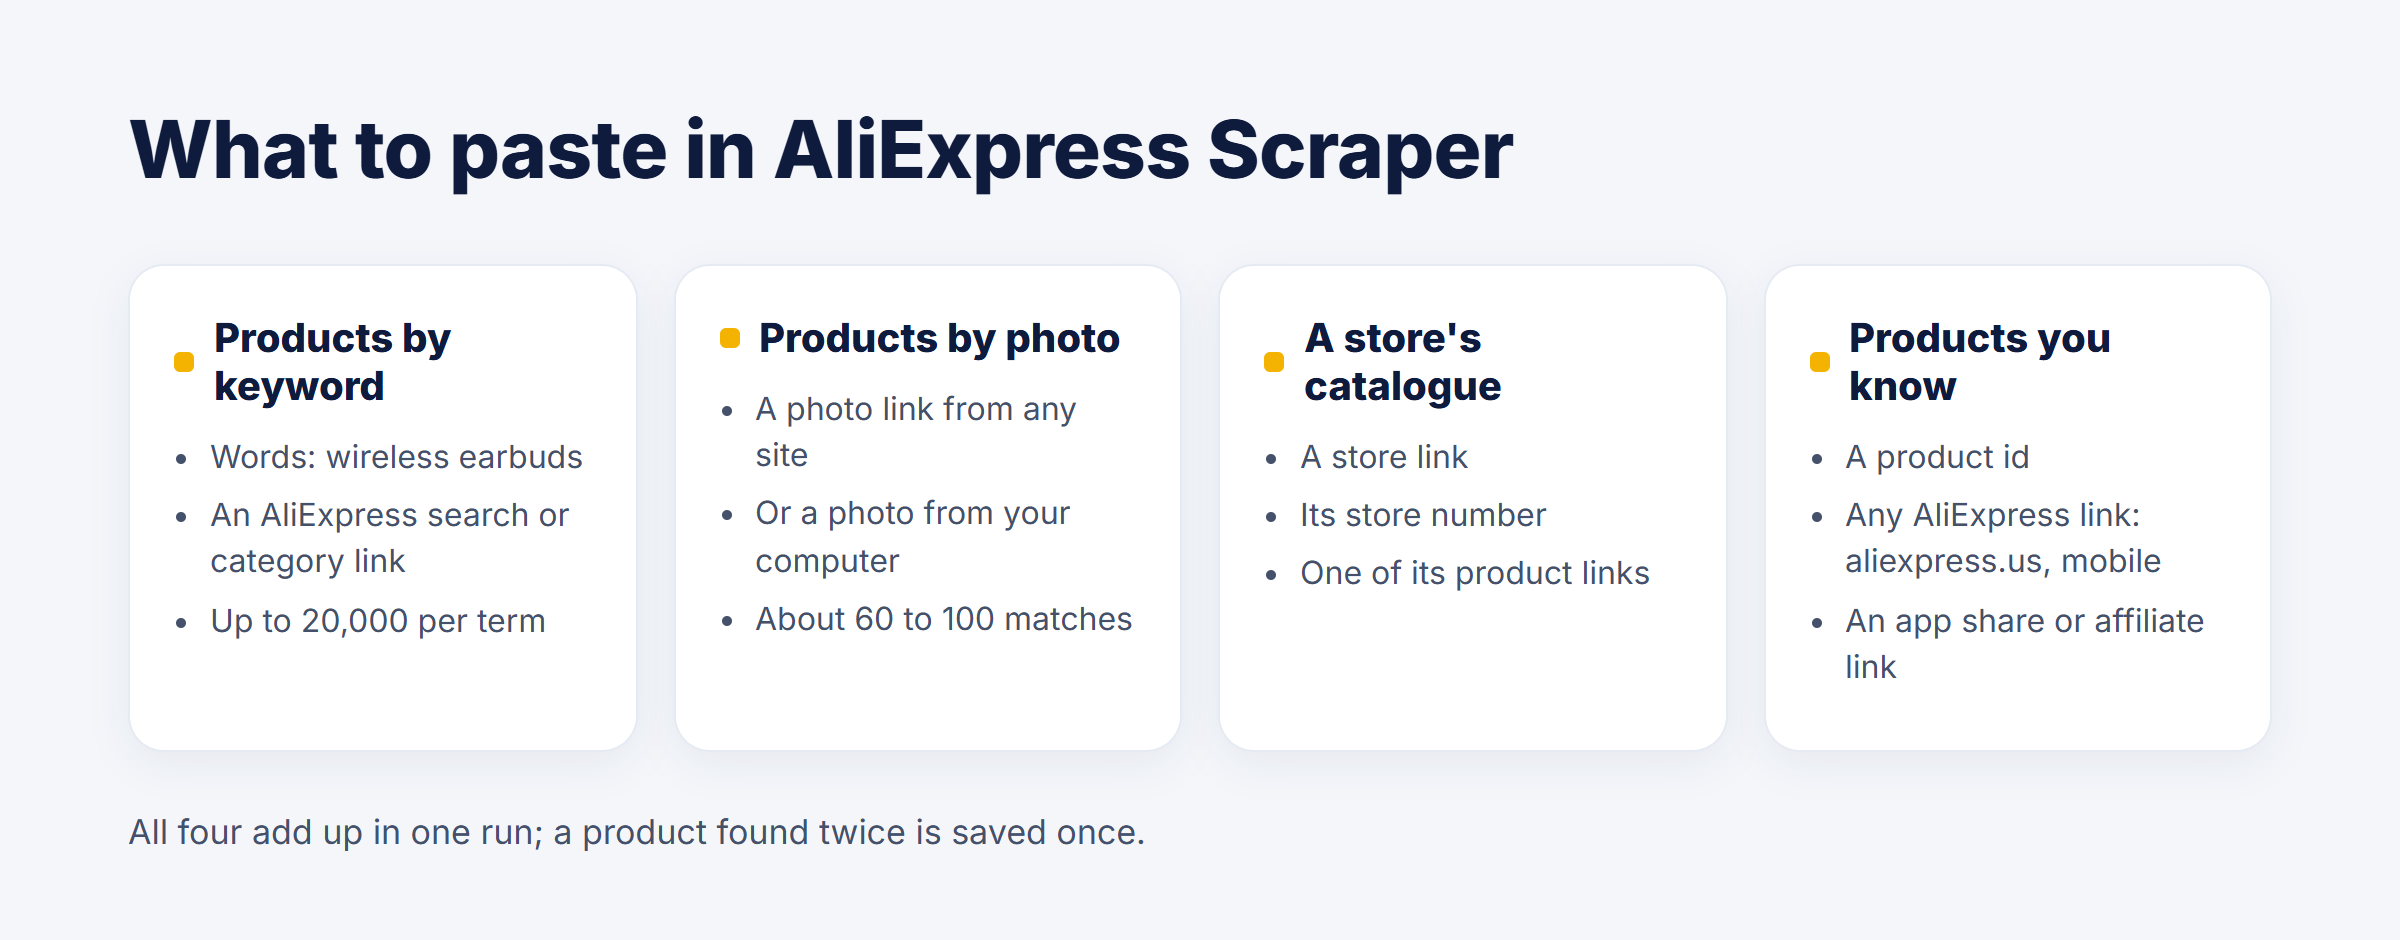 What to paste in AliExpress Scraper
Products by
keyword
• Words: wireless earbuds
• An AliExpress search or
category link
• Up to 20,000 per term
Products by photo
• A photo link from any
site
• Or a photo from your
computer
• About 60 to 100 matches
A store's
catalogue
• A store link
• Its store number
• One of its product links
Products you
know
• A product id
• Any AliExpress link:
aliexpress.us, mobile
• An app share or affiliate
link
All four add up in one run; a product found twice is saved once.